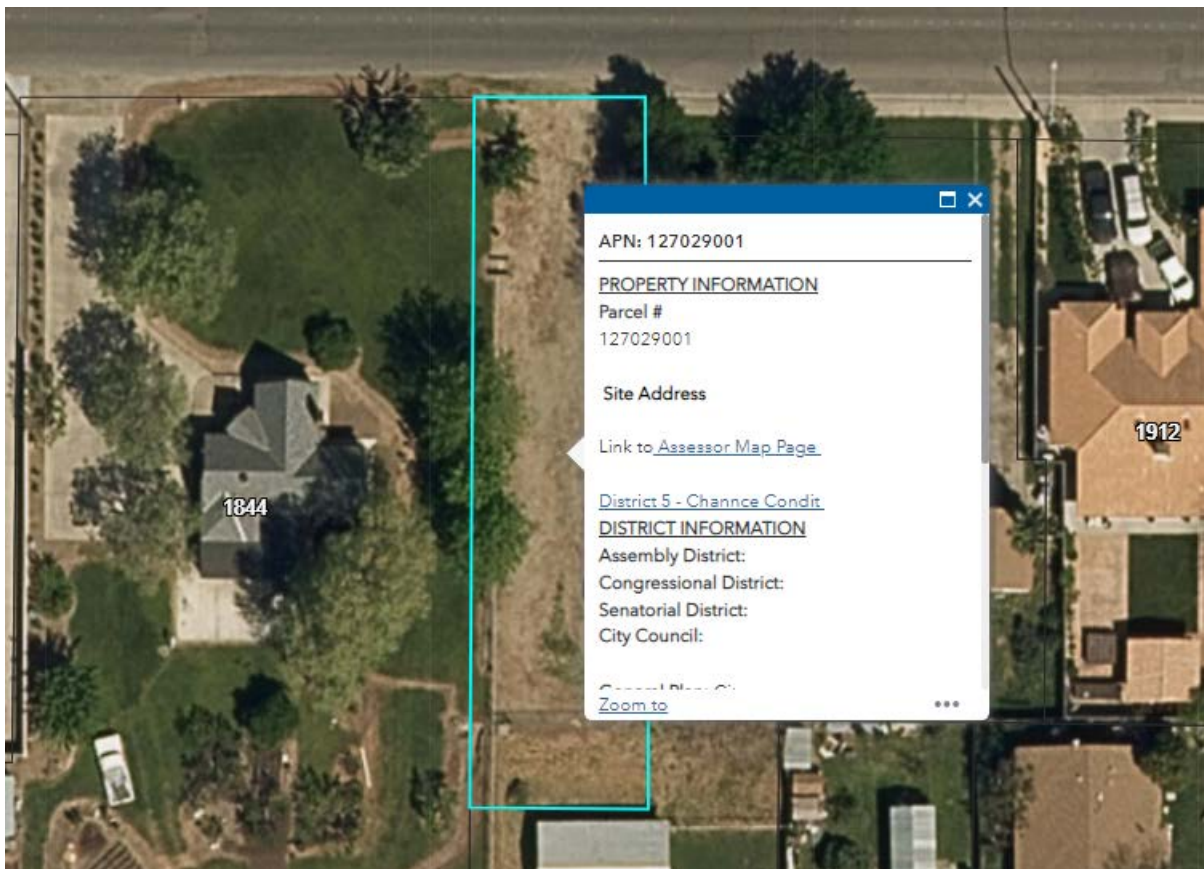 APN: 127029001
PROPERTY INFORMATION
Parcel #
127029001
Site Address
Link to Assessor Map Page
District 5 - Channce Condit
DISTRICT INFORMATION
Assembly District:
Congressional District:
Senatorial District:
City Council:
Zoom to
1844
1912